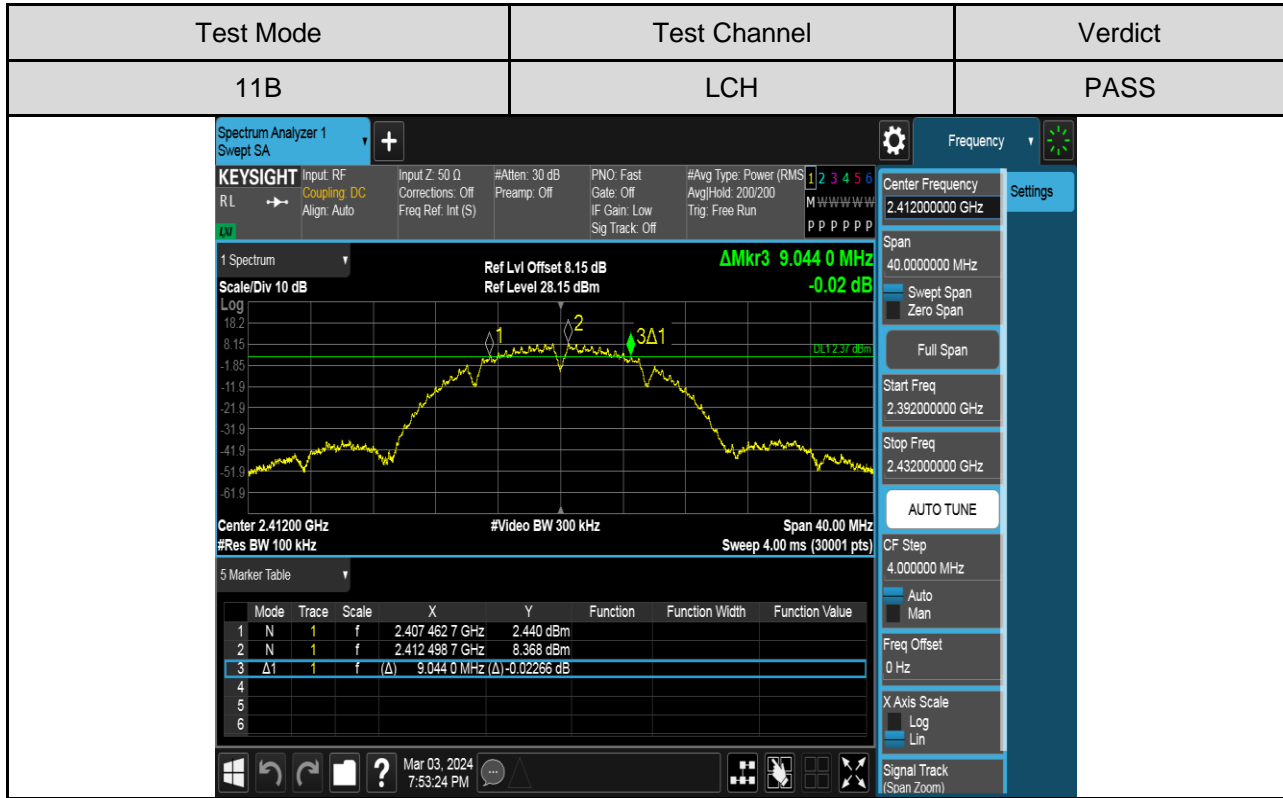 Test Mode Test Channel Verdict
11B LCH PASS
Spectrum Analyzer 1
Swept SA
+
Frequency
KEYSIGHT Input: RF Input Z: 50 Ω #Atten: 30 dB PNO: Fast #Avg Type: Power (RMS 1 2 3 4 5 6
RL Coupling: DC Corrections: Off Preamp: Off Gate: Off Avg|Hold: 200/200 M W W W W W
Align: Auto Freq Ref: Int (S) IF Gain: Low Trig: Free Run
LXI Sig Track: Off P P P P P P
1 Spectrum Ref Lvl Offset 8.15 dB ΔMkr3 9.044 0 MHz
Scale/Div 10 dB Ref Level 28.15 dBm -0.02 dB
Log
18.2
1 2 3Δ1
8.15
DL1 2.37 dBm
-1.85
-11.9
-21.9
-31.9
-41.9
-51.9
-61.9
Center 2.41200 GHz #Video BW 300 kHz Span 40.00 MHz
#Res BW 100 kHz Sweep 4.00 ms (30001 pts)
5 Marker Table
Mode Trace Scale X Y Function Function Width Function Value
1 N 1 f 2.407 462 7 GHz 2.440 dBm
2 N 1 f 2.412 498 7 GHz 8.368 dBm
3 Δ1 1 f (Δ) 9.044 0 MHz (Δ) -0.02266 dB
4
5
6
? Mar 03, 2024
7:53:24 PM
Settings
Center Frequency
2.412000000 GHz
Span
40.0000000 MHz
Swept Span
Zero Span
Full Span
Start Freq
2.392000000 GHz
Stop Freq
2.432000000 GHz
AUTO TUNE
CF Step
4.000000 MHz
Auto
Man
Freq Offset
0 Hz
X Axis Scale
Log
Lin
Signal Track
(Span Zoom)